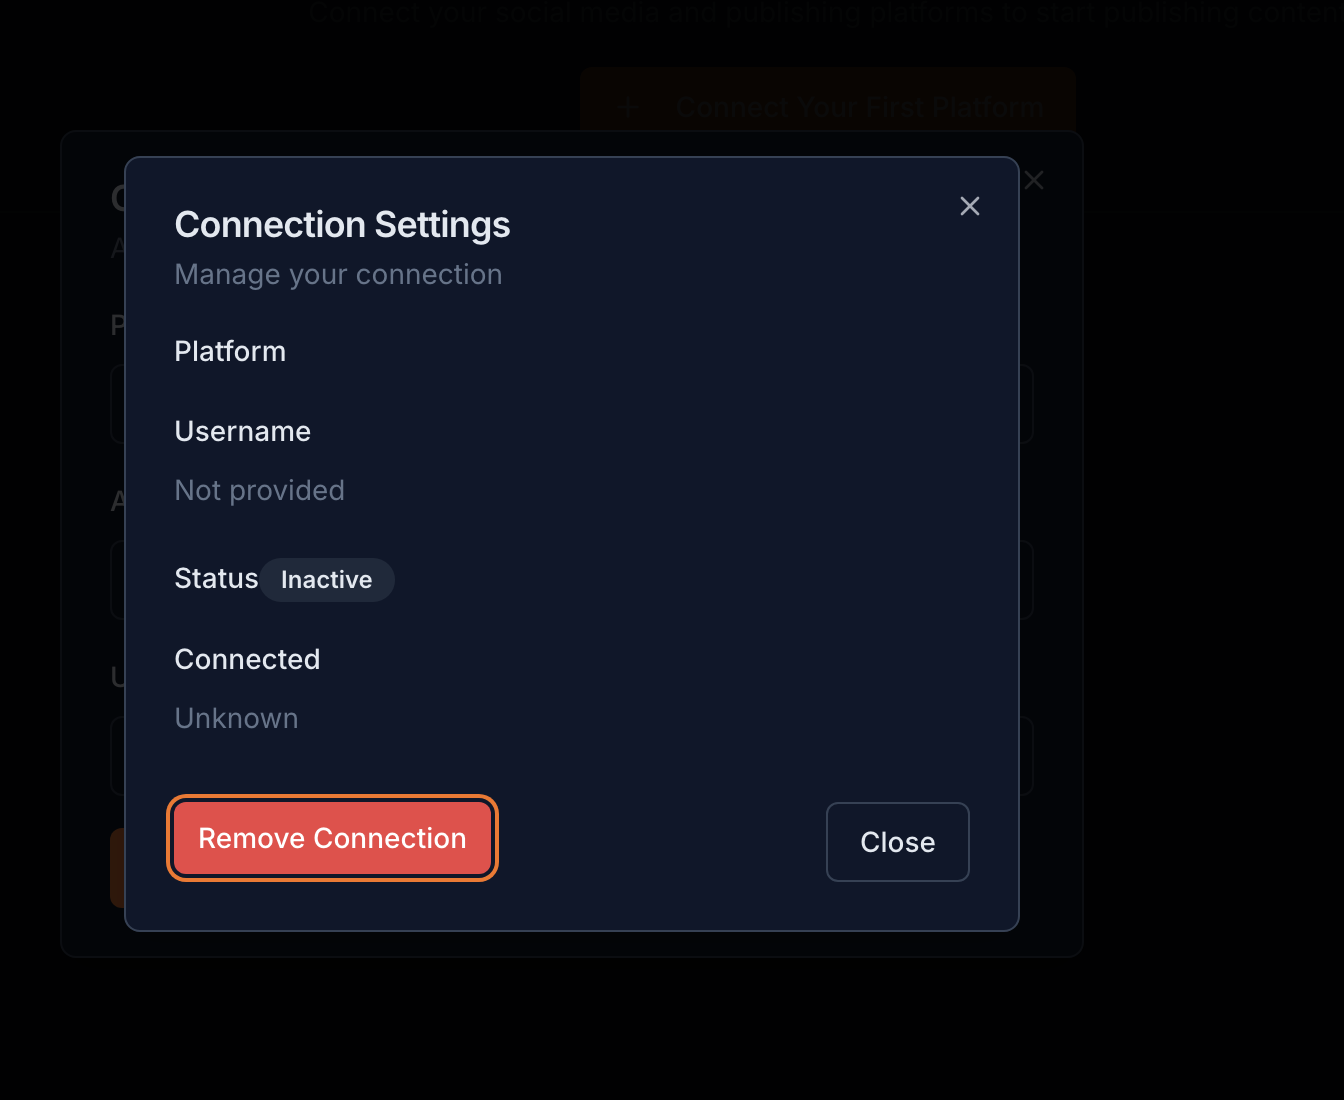 Connect your social media and publishing platforms to start publishing content
Connect Your First Platform
Connection Settings
Manage your connection
Platform
Username
Not provided
Status Inactive
Connected
Unknown
Remove Connection
Close